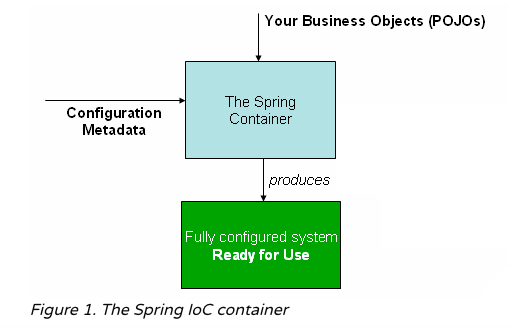 Your Business Objects (POJOs)
The Spring
Container
Configuration
Metadata
produces
Fully configured system
Ready for Use
Figure 1. The Spring IoC container